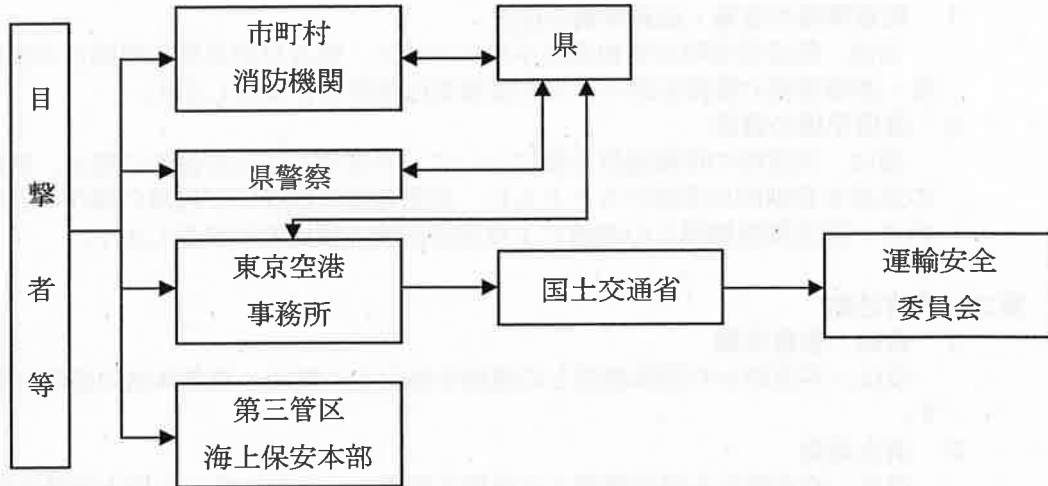 目撃者等
市町村
消防機関
県
県警察
東京空港
事務所
国土交通省
運輸安全
委員会
第三管区
海上保安本部